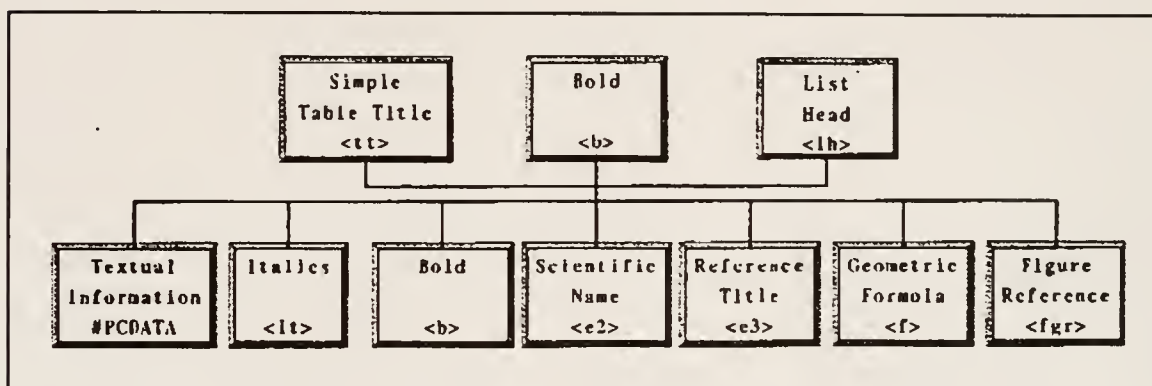 Simple
Table Title
<tt>
Bold
<b>
List
Head
<lh>
Textual
Information
#PCDATA
Italics
<it>
Bold
<b>
Scientific
Name
<e2>
Reference
Title
<e3>
Geometric
Formola
<f>
Figure
Reference
<fgr>